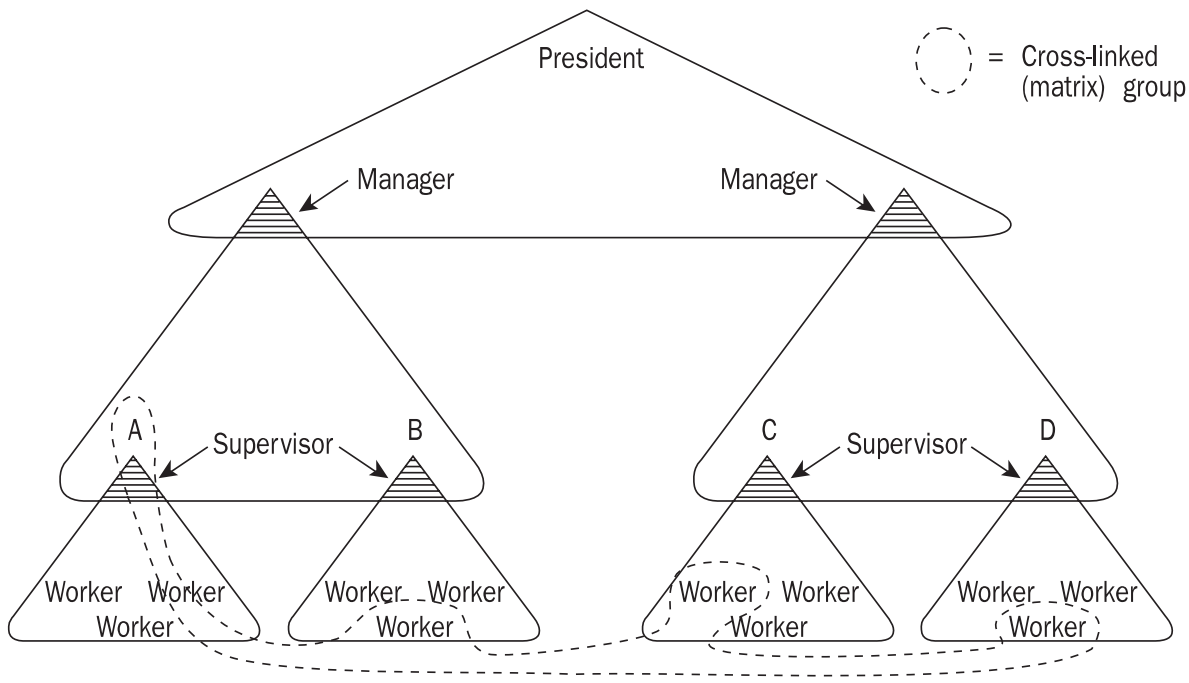 President
= Cross-linked
(matrix) group
Manager
Manager
A
Supervisor
B
C
Supervisor
D
Worker Worker
Worker
Worker Worker
Worker
Worker Worker
Worker
Worker Worker
Worker